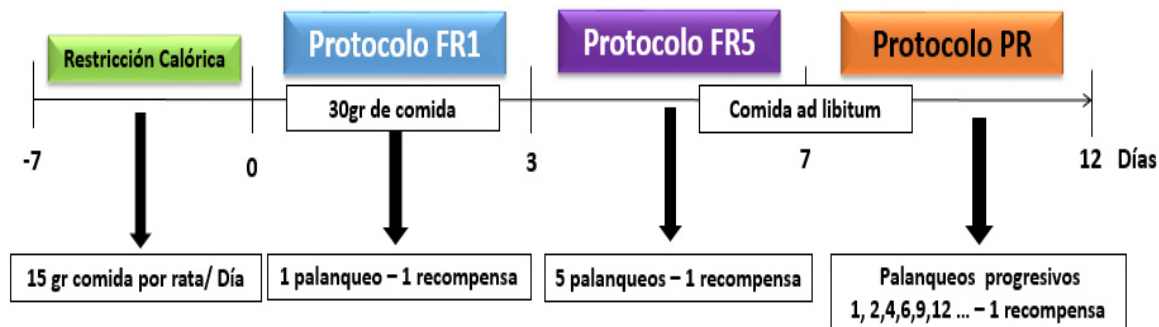 Restricción Calórica
Protocolo FR1
Protocolo FR5
Protocolo PR
30gr de comida
Comida ad libitum
-7
0
3
7
12 Días
15 gr comida por rata/ Día
1 palanqueo – 1 recompensa
5 palanqueos – 1 recompensa
Palanqueos progresivos
1, 2,4,6,9,12 ... – 1 recompensa